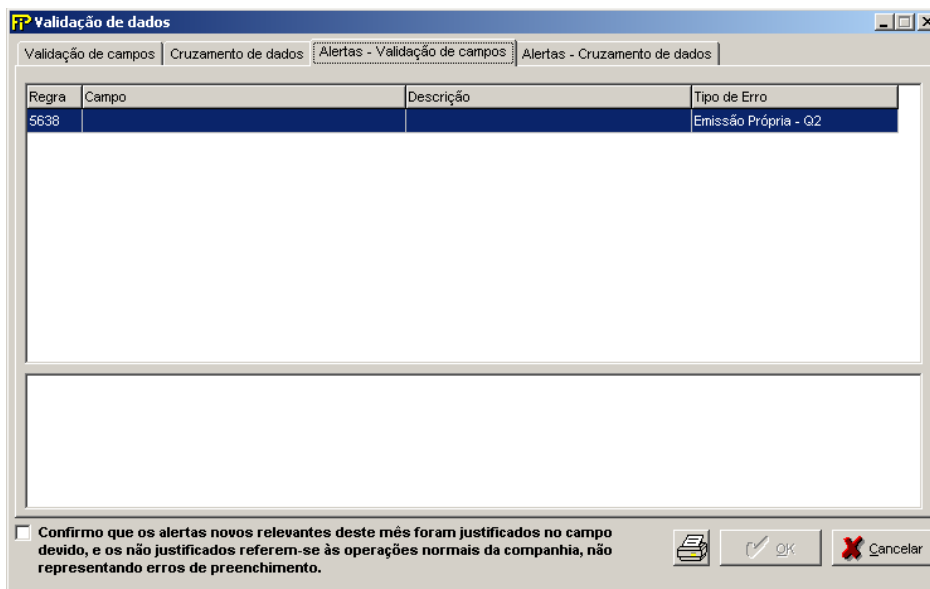 FIP Validação de dados
Validação de campos Cruzamento de dados Alertas - Validação de campos Alertas - Cruzamento de dados
Regra Campo Descrição Tipo de Erro
5638 Emissão Própria - Q2
Confirmo que os alertas novos relevantes deste mês foram justificados no campo
devido, e os não justificados referem-se às operações normais da companhia, não
representando erros de preenchimento.
OK Cancelar